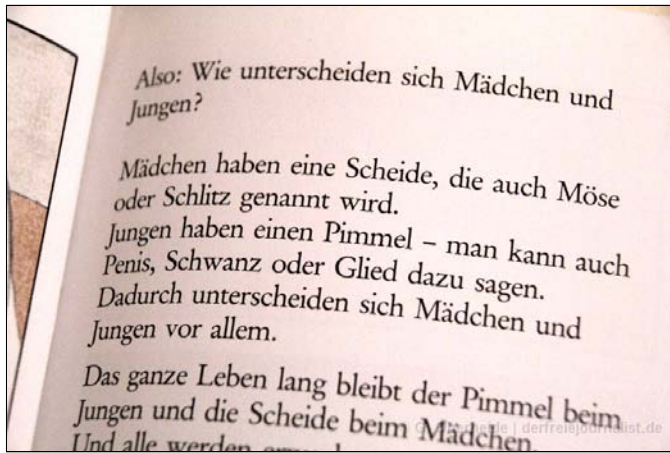 Also: Wie unterscheiden sich Mädchen und
Jungen?
Mädchen haben eine Scheide, die auch Möse
oder Schlitz genannt wird.
Jungen haben einen Pimmel – man kann auch
Penis, Schwanz oder Glied dazu sagen.
Dadurch unterscheiden sich Mädchen und
Jungen vor allem.
Das ganze Leben lang bleibt der Pimmel beim
Jungen und die Scheide beim Mädchen.
Und alle werden
| derfreiejournalist.de